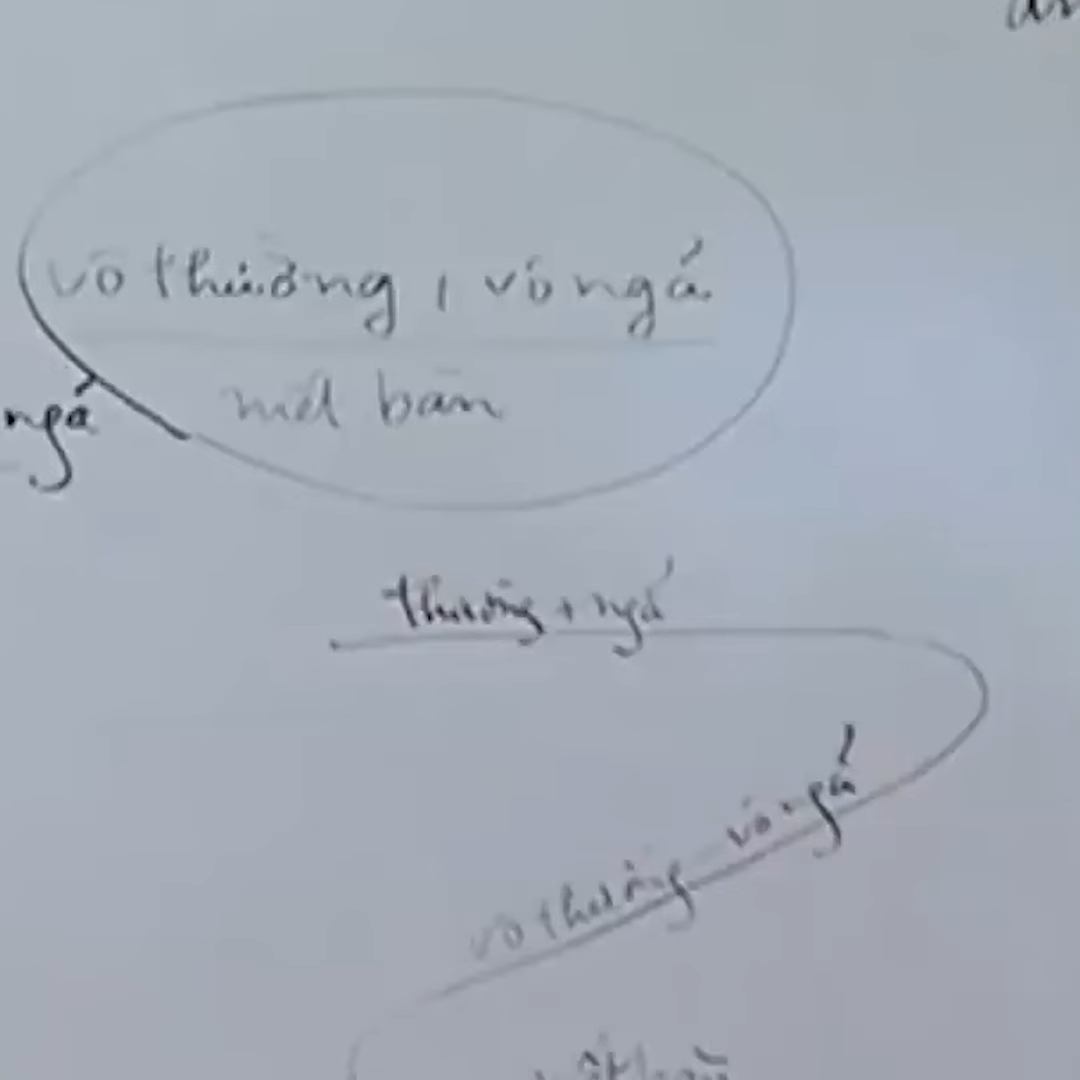 vô thường, vô ngã
niết bàn
ngã
thường + ngã
vô thường vô ngã